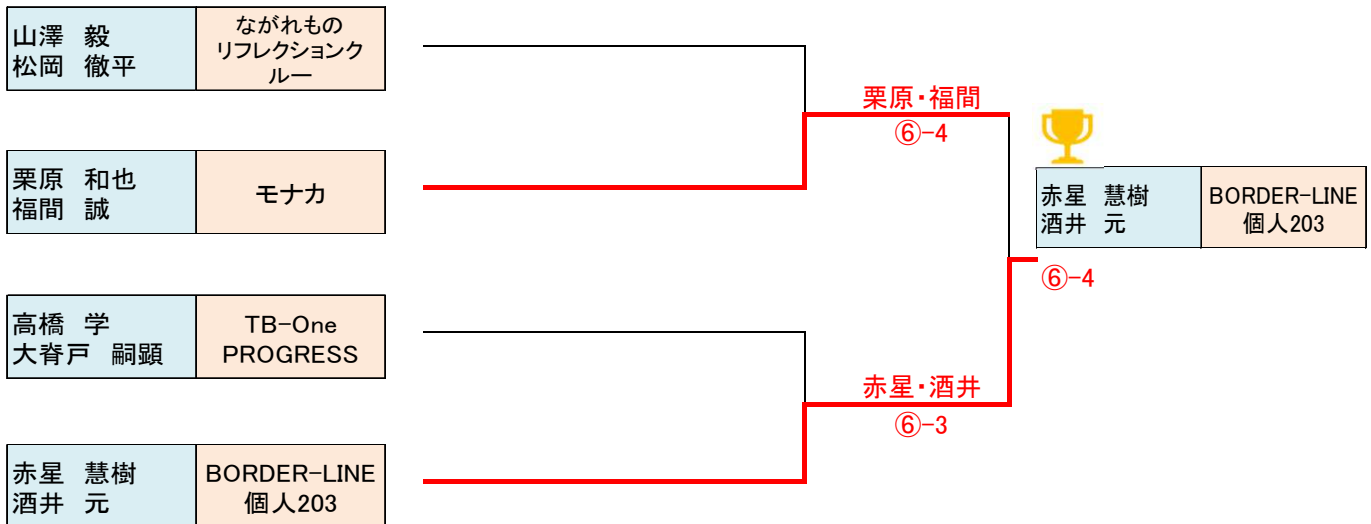 山澤　毅
松岡　徹平
ながれもの
リフレクションク
ルー
栗原・福間
⑥-4
栗原　和也
福間　誠
モナカ
赤星　慧樹
酒井　元
BORDER-LINE
個人203
⑥-4
高橋　学
大脊戸　嗣顕
TB-One
PROGRESS
赤星・酒井
⑥-3
赤星　慧樹
酒井　元
BORDER-LINE
個人203